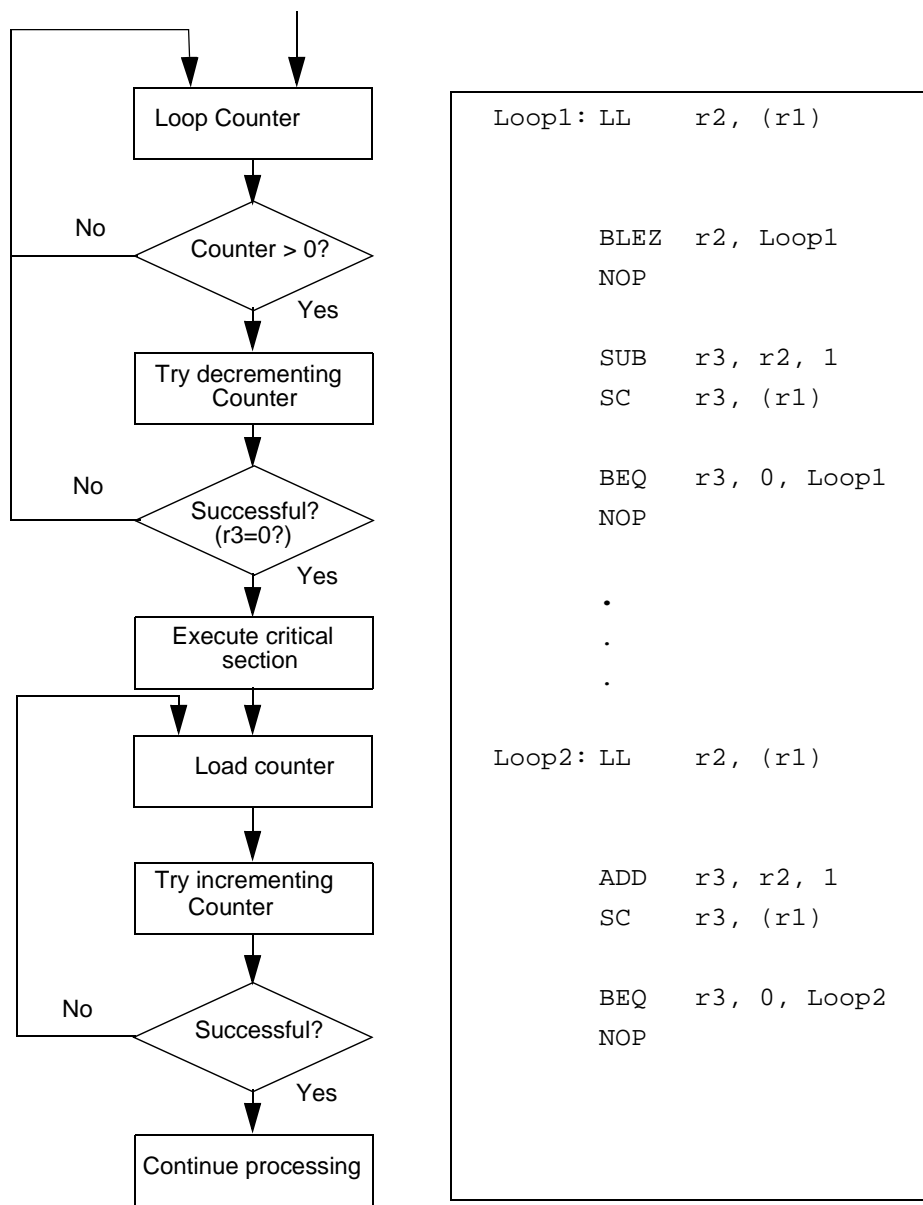 Loop Counter
No
Counter > 0?
Yes
Try decrementing
Counter
No
Successful?
(r3=0?)
Yes
Execute critical
section
Load counter
Try incrementing
Counter
No
Successful?
Yes
Continue processing
Loop1: LL r2, (r1)
BLEZ r2, Loop1
NOP
SUB r3, r2, 1
SC r3, (r1)
BEQ r3, 0, Loop1
NOP
.
.
.
Loop2: LL r2, (r1)
ADD r3, r2, 1
SC r3, (r1)
BEQ r3, 0, Loop2
NOP